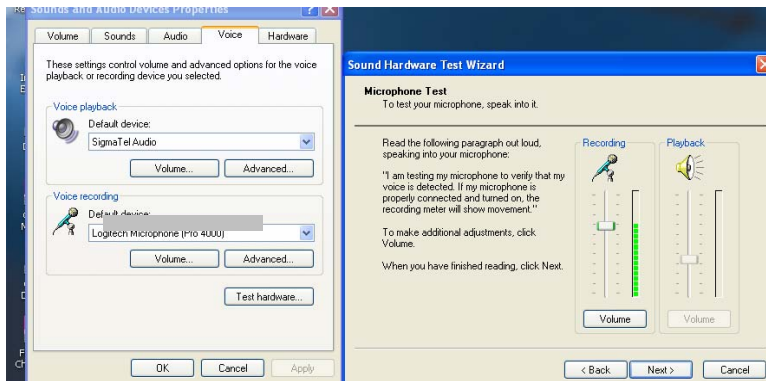 Sounds and Audio Devices Properties
Volume Sounds Audio Voice Hardware
These settings control volume and advanced options for the voice
playback or recording device you selected.
Voice playback
Default device:
SigmaTel Audio
Volume... Advanced...
Voice recording
Default device:
Logitech Microphone (Pro 4000)
Volume... Advanced...
Test hardware...
OK Cancel Apply
Sound Hardware Test Wizard
Microphone Test
To test your microphone, speak into it.
Read the following paragraph out loud,
speaking into your microphone:
"I am testing my microphone to verify that my
voice is detected. If my microphone is
properly connected and turned on, the
recording meter will show movement."
To make additional adjustments, click
Volume.
When you have finished reading, click Next.
Recording Playback
Volume Volume
< Back Next > Cancel